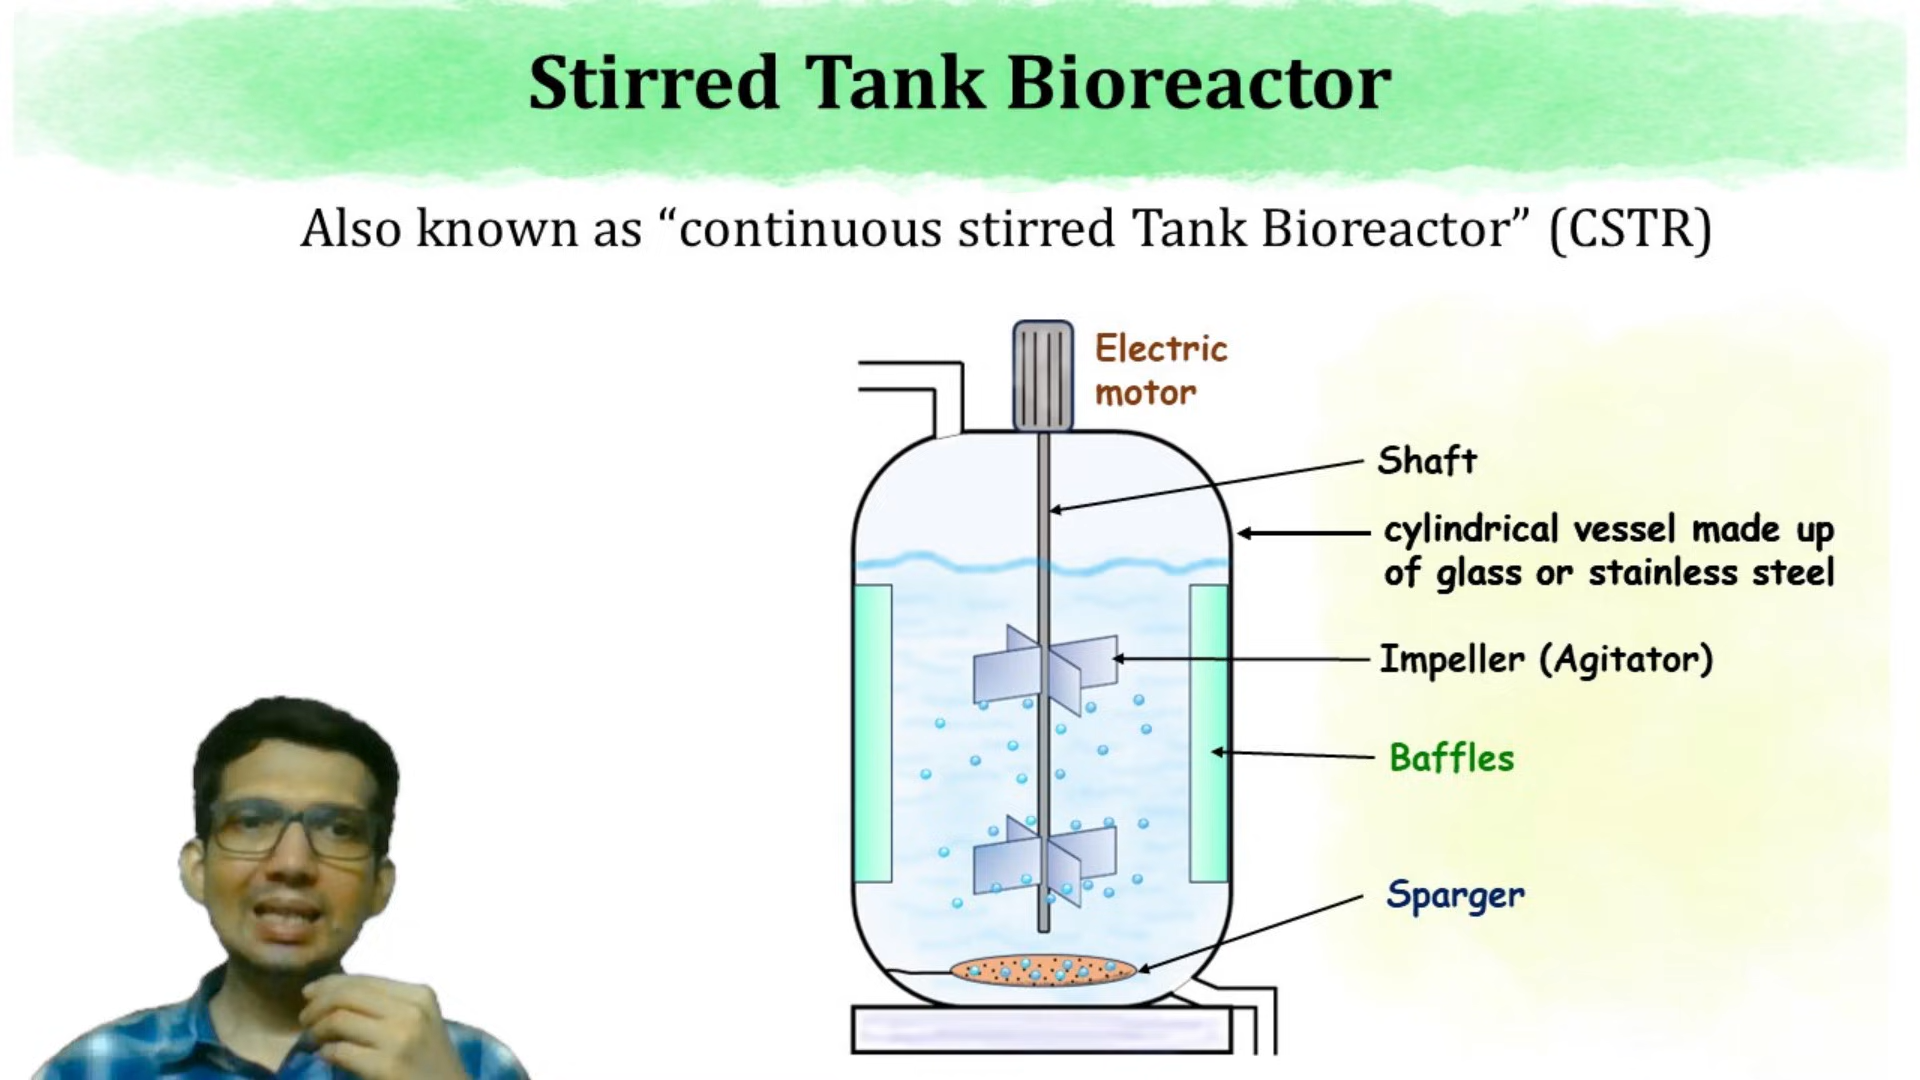 Stirred Tank Bioreactor
Also known as “continuous stirred Tank Bioreactor” (CSTR)
Electric
motor
Shaft
cylindrical vessel made up
of glass or stainless steel
Impeller (Agitator)
Baffles
Sparger